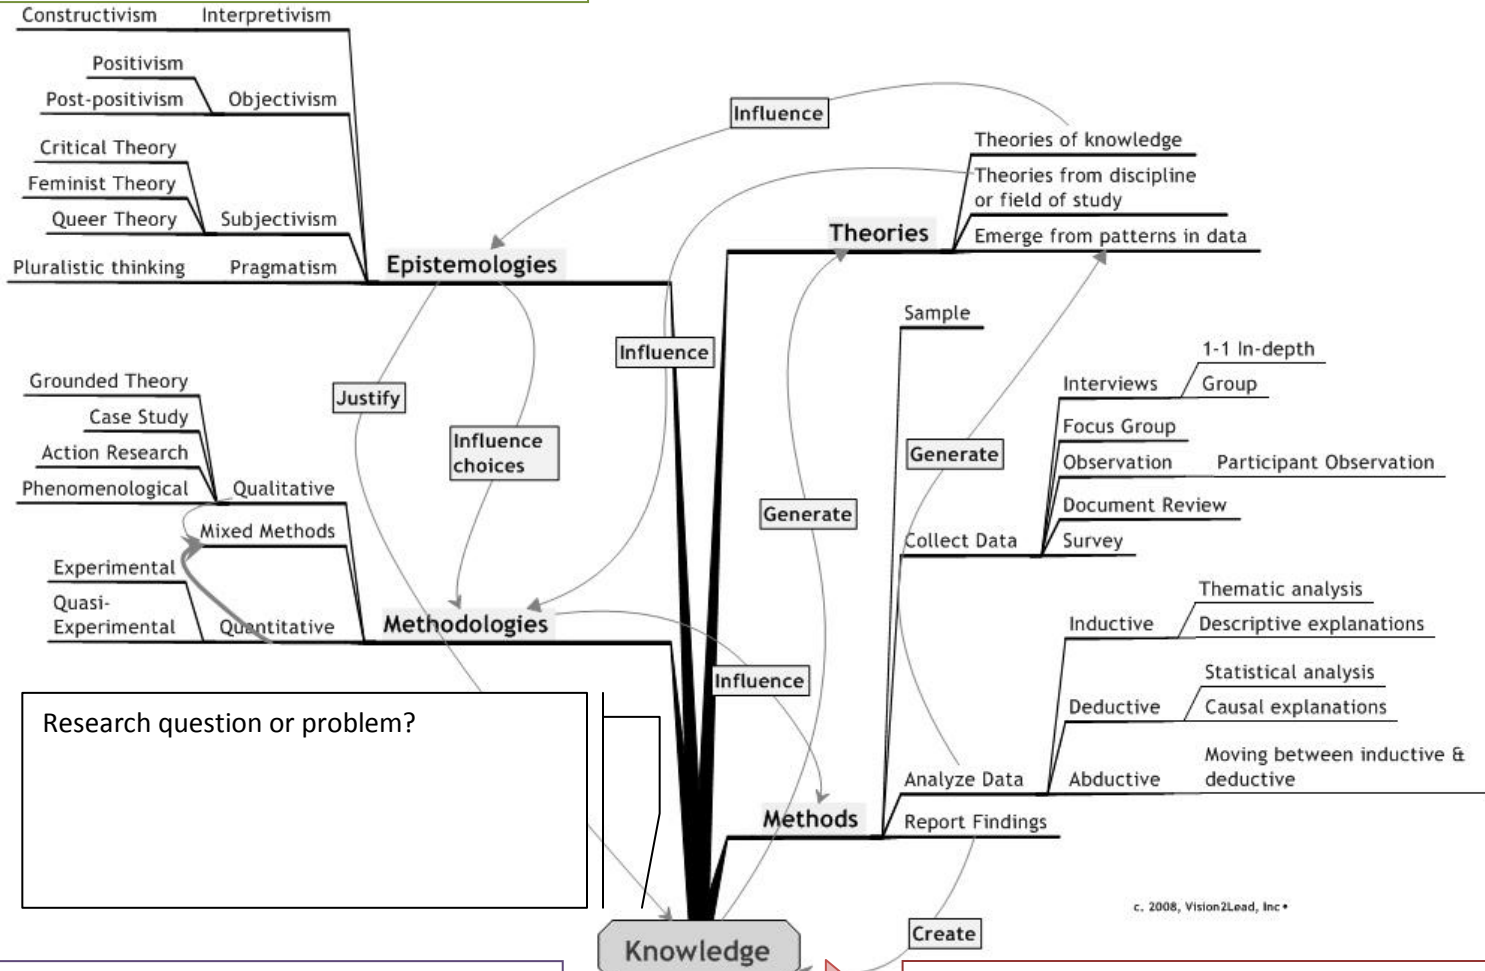 Constructivism
Interpretivism
Positivism
Post-positivism
Objectivism
Critical Theory
Feminist Theory
Queer Theory
Subjectivism
Pluralistic thinking
Pragmatism
Epistemologies
Influence
Theories of knowledge
Theories from discipline
or field of study
Emerge from patterns in data
Theories
Influence
Justify
Influence
choices
Grounded Theory
Case Study
Action Research
Phenomenological
Qualitative
Mixed Methods
Experimental
Quasi-
Experimental
Quantitative
Methodologies
Generate
Generate
Influence
Sample
Collect Data
Interviews
1-1 In-depth
Group
Focus Group
Observation
Participant Observation
Document Review
Survey
Analyze Data
Inductive
Thematic analysis
Descriptive explanations
Deductive
Statistical analysis
Causal explanations
Abductive
Moving between inductive &
deductive
Methods
Report Findings
Research question or problem?
c. 2008, Vision2Lead, Inc•
Create
Knowledge